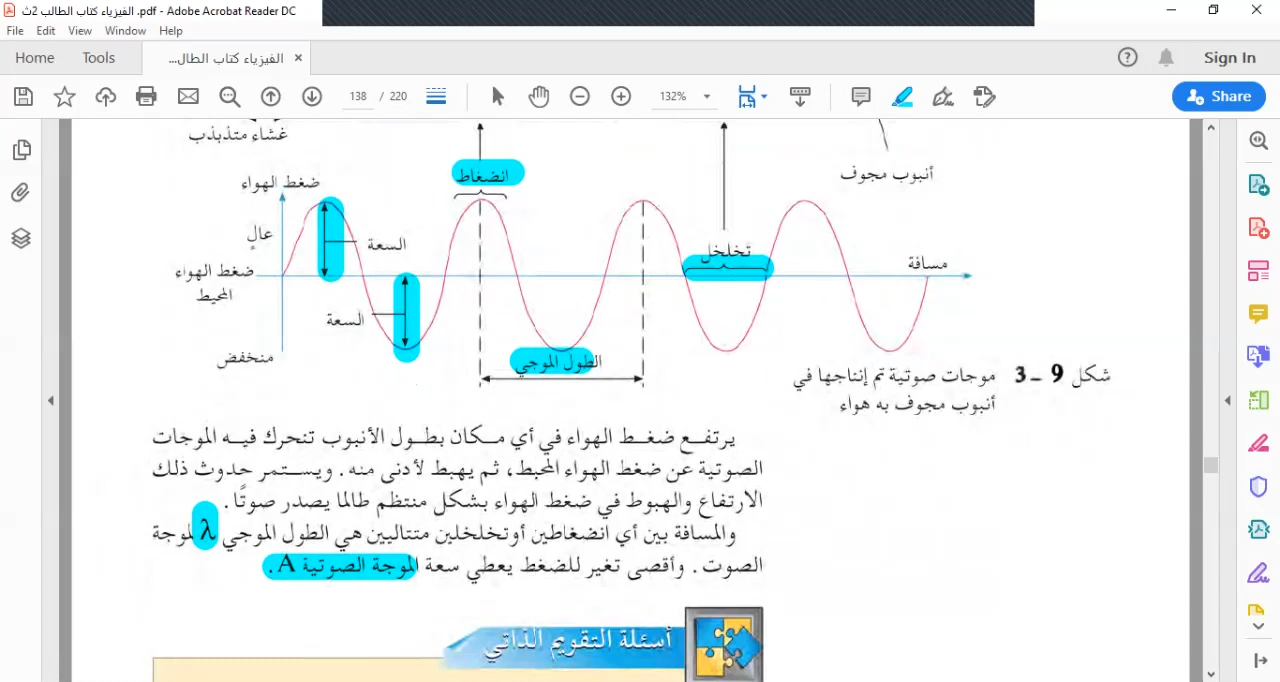 الفيزياء كتاب الطالب 2ث .pdf - Adobe Acrobat Reader DC
File Edit View Window Help
Home Tools
الفيزياء كتاب الطال...
Sign In
138 / 220
132%
Share
غشاء متذبذب
أنبوب مجوف
انضغاط
ضغط الهواء
عالٍ
السعة
تخلخل
مسافة
ضغط الهواء
المحيط
السعة
منخفض
الطول الموجي
شكل 9 – 3 موجات صوتية تم إنتاجها في
أنبوب مجوف به هواء
يرتفع ضغط الهواء في أي مكان بطول الأنبوب تتحرك فيه الموجات
الصوتية عن ضغط الهواء المحيط، ثم يهبط لأدنى منه. ويستمر حدوث ذلك
الارتفاع والهبوط في ضغط الهواء بشكل منتظم طالما يصدر صوتًا.
والمسافة بين أي انضغاطين أوتخلخلين متتاليين هي الطول الموجي λ لموجة
الصوت. وأقصى تغير للضغط يعطي سعة الموجة الصوتية A.
أسئلة التقويم الذاتي